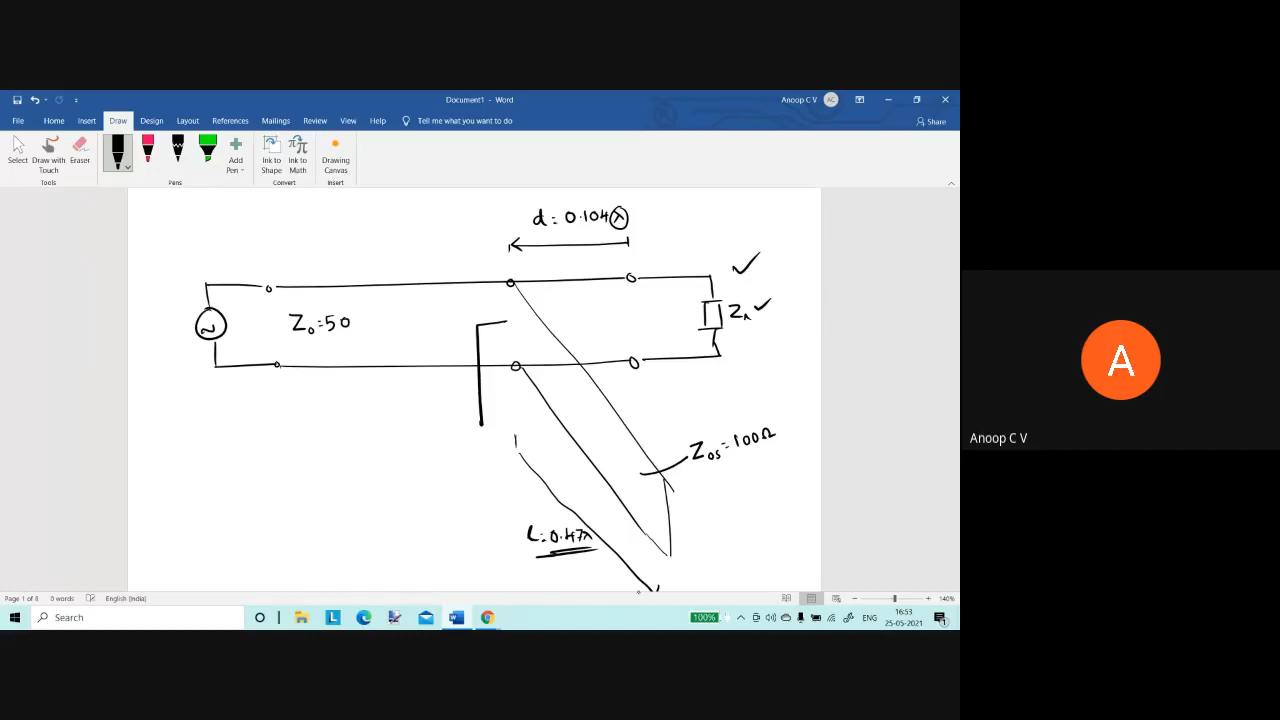 Document1 - Word
Anoop C V
AC
File Home Insert Draw Design Layout References Mailings Review View Help Tell me what you want to do
Share
Select
Draw with Touch
Eraser
Add Pen
Ink to Shape
Ink to Math
Drawing Canvas
Tools
Pens
Convert
Insert
d = 0.104λ
Z₀ = 50
~
Z_OS = 100Ω
L = 0.47λ
A
Anoop C V
Page 1 of 8 0 words English (India) 140%
Search
L
100%
ENG
16:53
25-05-2021
1